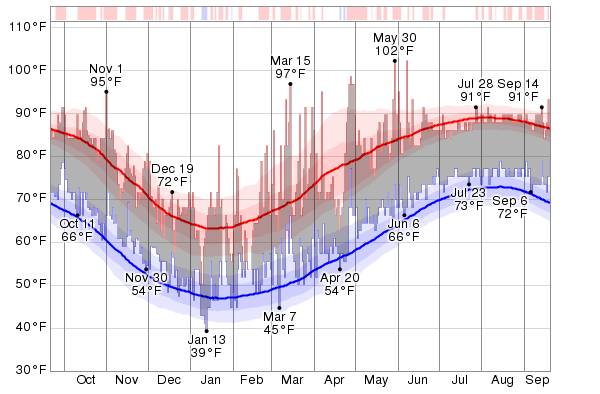 110°F
May 30
102°F
100°F
Nov 1
95°F
Mar 15
97°F
Jul 28 Sep 14
91°F 91°F
90°F
80°F
Dec 19
72°F
70°F
Oct 11
66°F
Jun 6
66°F
Jul 23
73°F
Sep 6
72°F
60°F
Nov 30
54°F
Apr 20
54°F
50°F
Mar 7
45°F
40°F
Jan 13
39°F
30°F
Oct Nov Dec Jan Feb Mar Apr May Jun Jul Aug Sep